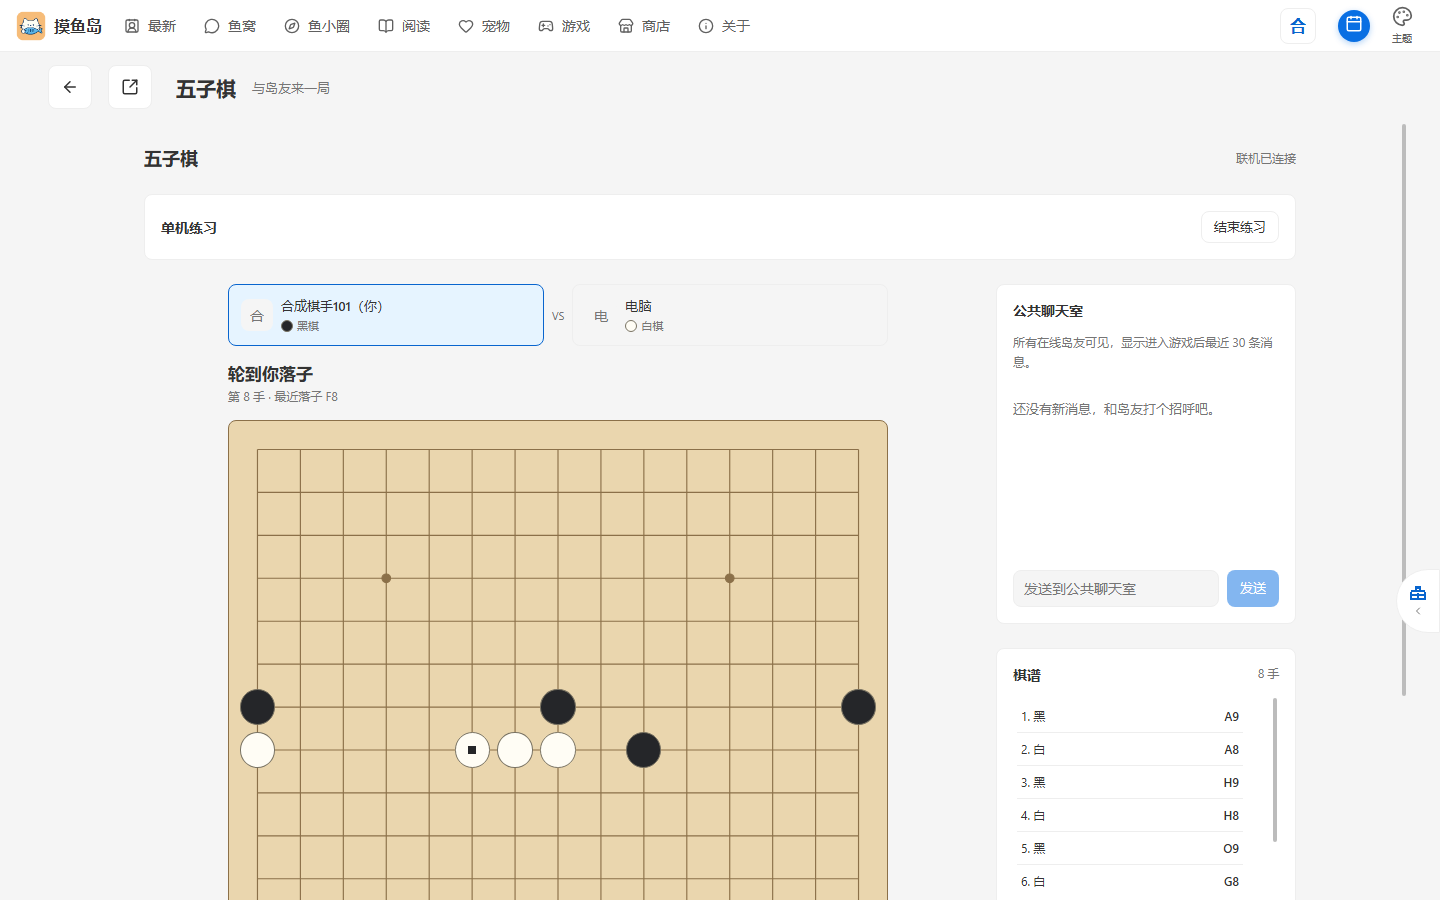 摸鱼岛
最新
鱼窝
鱼小圈
阅读
宠物
游戏
商店
关于
合
主题
五子棋
与岛友来一局
五子棋
联机已连接
单机练习
结束练习
合
合成棋手101（你）
黑棋
VS
电
电脑
白棋
轮到你落子
第 8 手 · 最近落子 F8
公共聊天室
所有在线岛友可见，显示进入游戏后最近 30 条消
息。
还没有新消息，和岛友打个招呼吧。
发送到公共聊天室
发送
棋谱
8 手
1. 黑 A9
2. 白 A8
3. 黑 H9
4. 白 H8
5. 黑 O9
6. 白 G8